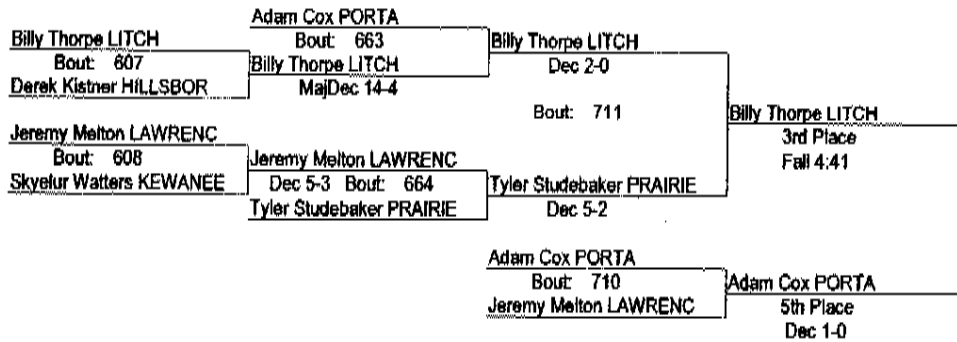 Adam Cox PORTA
Billy Thorpe LITCH
Bout: 663
Billy Thorpe LITCH
Bout: 607
Billy Thorpe LITCH
Dec 2-0
Derek Kistner HILLSBOR
MajDec 14-4
Bout: 711
Billy Thorpe LITCH
Jeremy Melton LAWRENC
3rd Place
Bout: 608
Jeremy Melton LAWRENC
Fall 4:41
Skyelur Watters KEWANEE
Dec 5-3 Bout: 664
Tyler Studebaker PRAIRIE
Tyler Studebaker PRAIRIE
Dec 5-2
Adam Cox PORTA
Bout: 710
Adam Cox PORTA
Jeremy Melton LAWRENC
5th Place
Dec 1-0